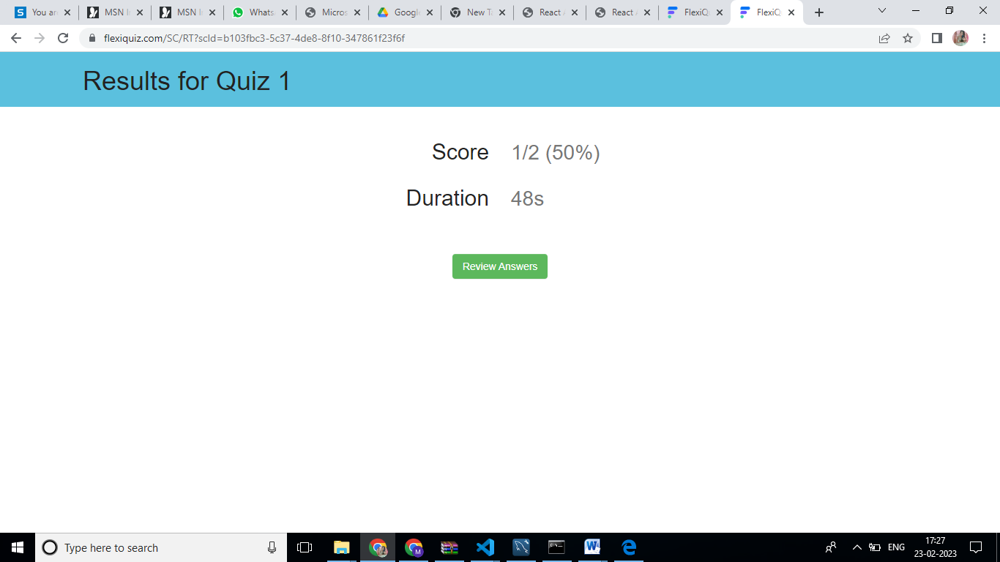 You ar
MSN I
MSN I
Whats
Micros
Google
New Ta
React
React
FlexiQ
FlexiQ
flexiquiz.com/SC/RT?scId=b103fbc3-5c37-4de8-8f10-347861f23f6f
Results for Quiz 1
Score 1/2 (50%)
Duration 48s
Review Answers
Type here to search
ENG
17:27
23-02-2023